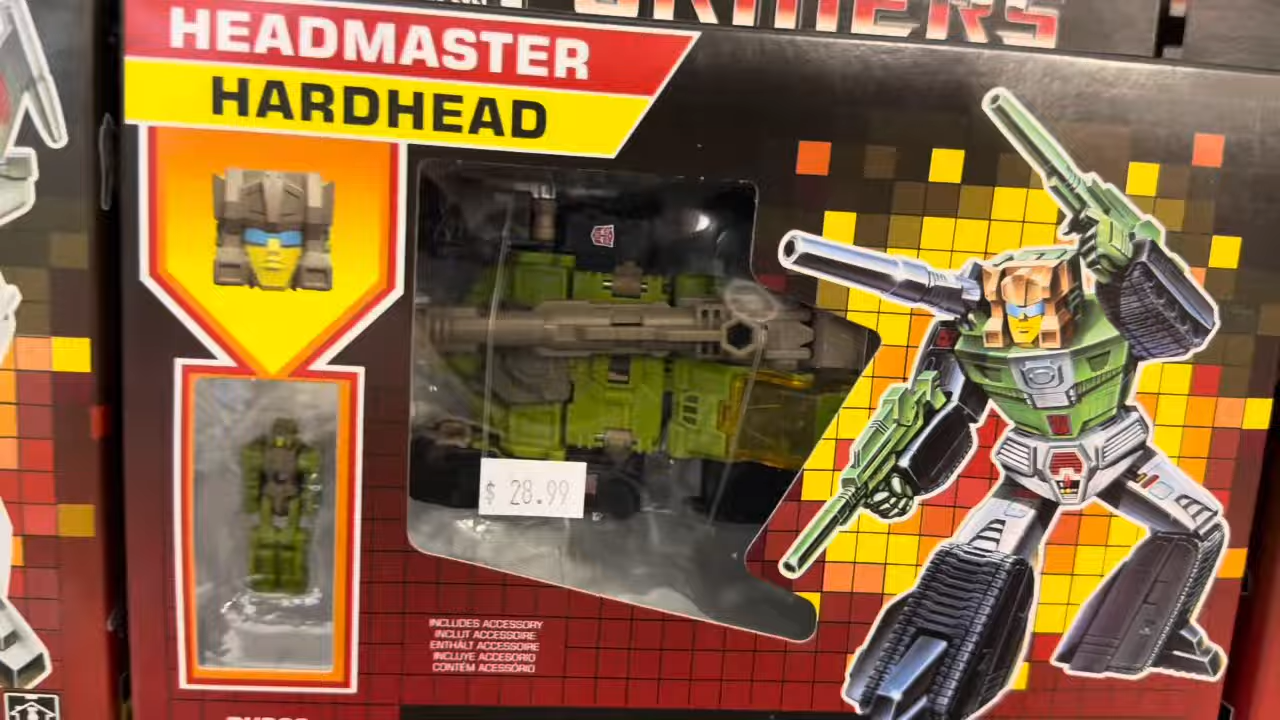 HEADMASTER
HARDHEAD
$ 28.99
INCLUDES ACCESSORY
INCLUT ACCESSOIRE
ENTHÄLT ACCESSOIRE
INCLUYE ACCESORIO
CONTÉM ACESSÓRIO